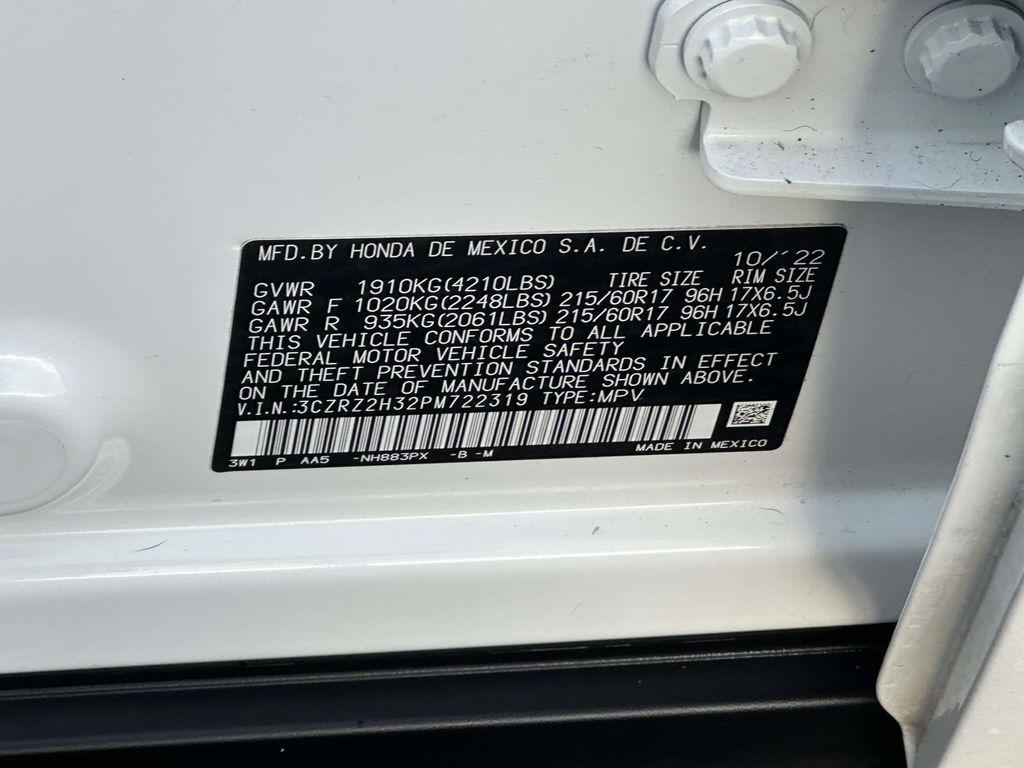 MFD.BY HONDA DE MEXICO S.A. DE C.V. 10/'22
GVWR 1910KG(4210LBS) TIRE SIZE RIM SIZE
GAWR F 1020KG(2248LBS) 215/60R17 96H 17X6.5J
GAWR R 935KG(2061LBS) 215/60R17 96H 17X6.5J
THIS VEHICLE CONFORMS TO ALL APPLICABLE
FEDERAL MOTOR VEHICLE SAFETY
AND THEFT PREVENTION STANDARDS IN EFFECT
ON THE DATE OF MANUFACTURE SHOWN ABOVE.
V.I.N.:3CZRZ2H32PM722319 TYPE:MPV
3W1 P AA5 -NH883PX -B -M MADE IN MEXICO